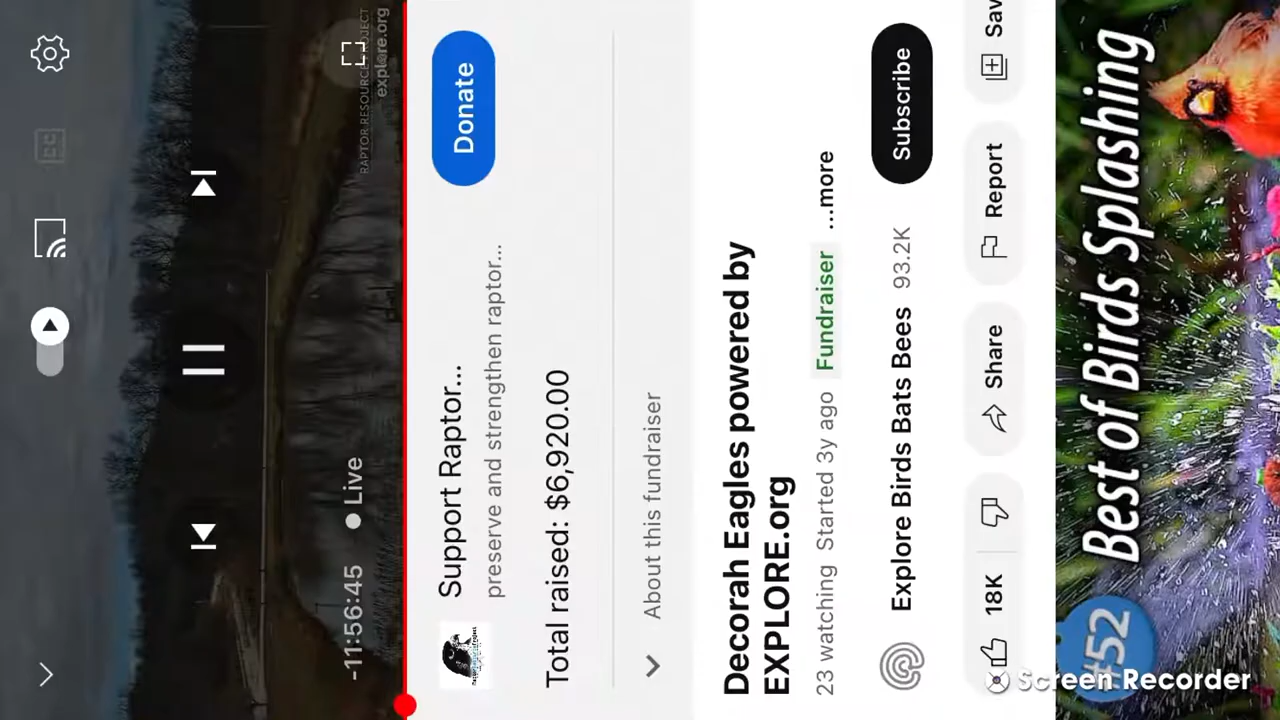 RAPTOR RESOURCE PROJECT
explore.org
-11:56:45
Live
Support Raptor...
Donate
preserve and strengthen raptor...
Total raised: $6,920.00
About this fundraiser
Decorah Eagles powered by
EXPLORE.org
23 watching Started 3y ago Fundraiser ...more
Explore Birds Bats Bees 93.2K
Subscribe
18K
Share
Report
Sav
Best of Birds Splashing
#52
Screen Recorder